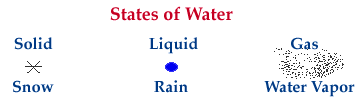 States of Water
Solid Liquid Gas
Snow Rain Water Vapor